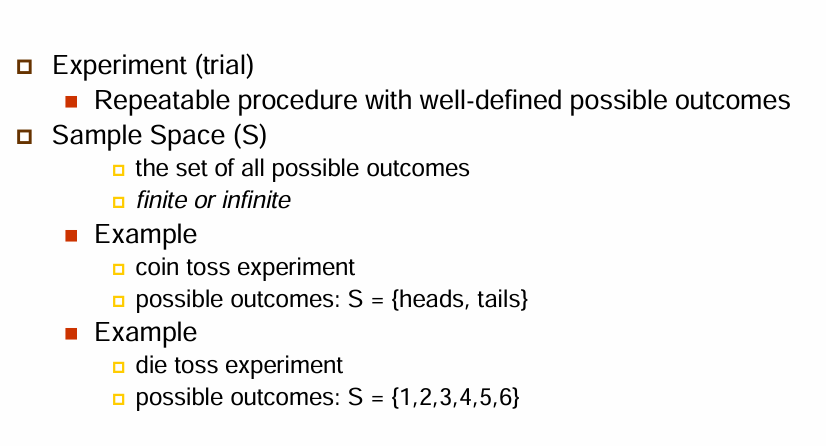 Experiment (trial)
Repeatable procedure with well-defined possible outcomes
Sample Space (S)
the set of all possible outcomes
finite or infinite
Example
coin toss experiment
possible outcomes: S = {heads, tails}
Example
die toss experiment
possible outcomes: S = {1,2,3,4,5,6}